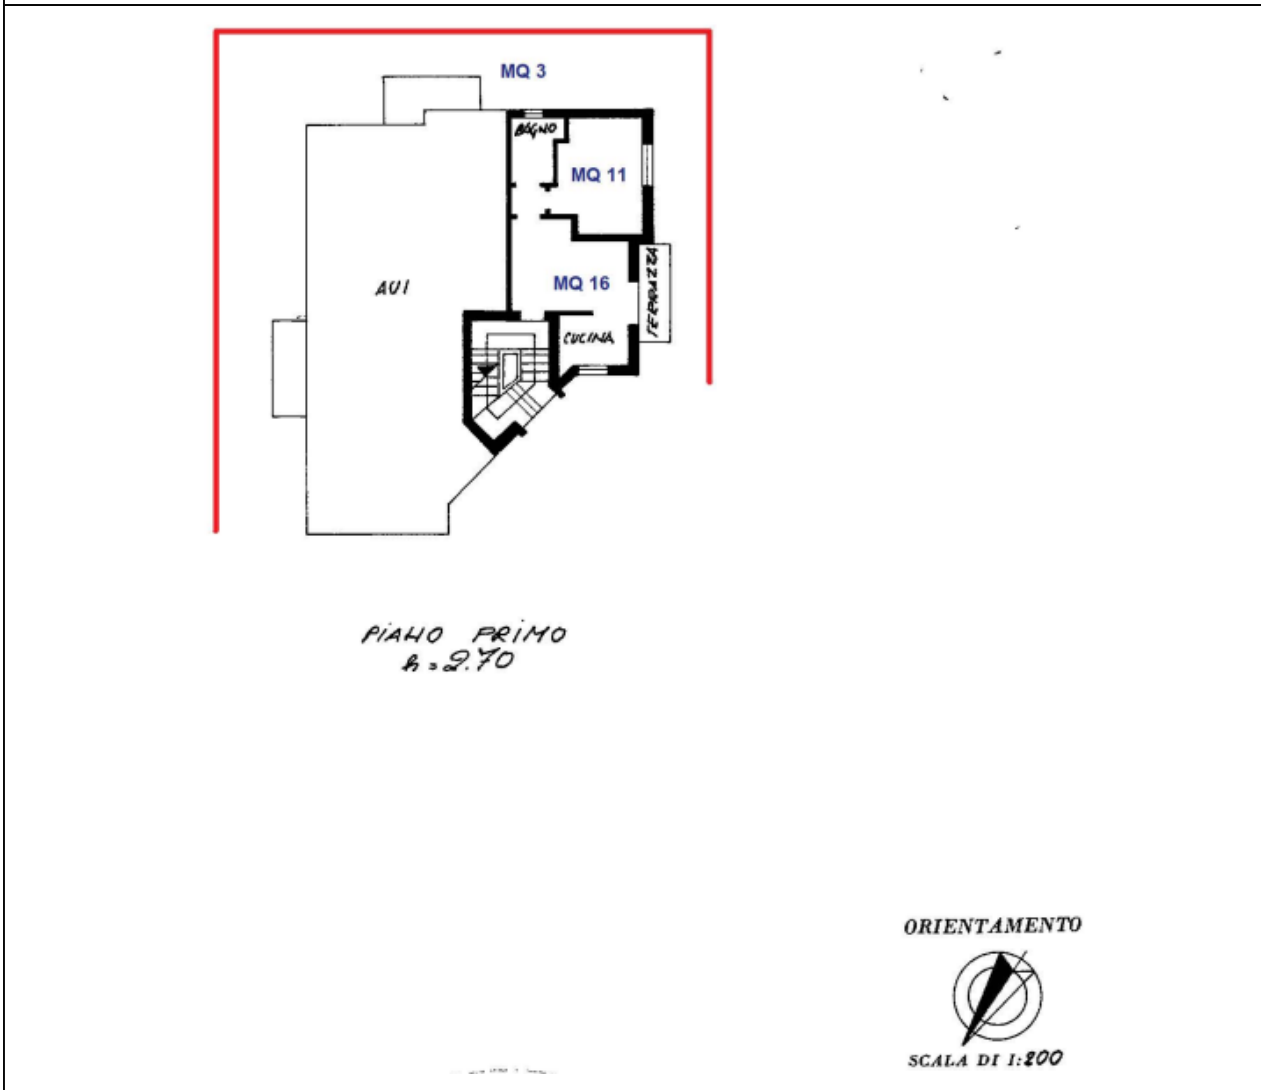 MQ 3
BAGNO
MQ 11
AUI
MQ 16
TERRAZZA
CUCINA
PIANO PRIMO
h = 2.70
ORIENTAMENTO
SCALA DI 1:200